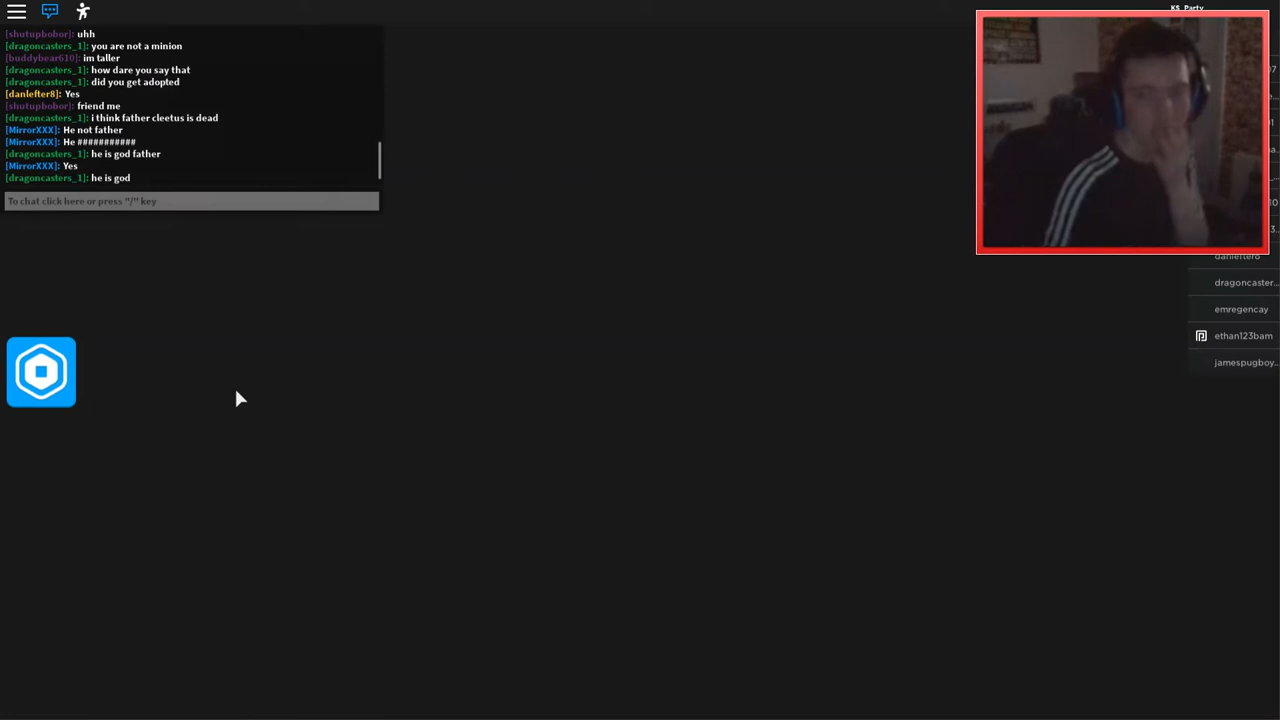 KS_Party
[shutupbobor]: uhh
[dragoncasters_1]: you are not a minion
[buddybear610]: im taller
[dragoncasters_1]: how dare you say that
[dragoncasters_1]: did you get adopted
[danlefter8]: Yes
[shutupbobor]: friend me
[dragoncasters_1]: i think father cleetus is dead
[MirrorXXX]: He not father
[MirrorXXX]: He ###########
[dragoncasters_1]: he is god father
[MirrorXXX]: Yes
[dragoncasters_1]: he is god
To chat click here or press "/" key
danlefter8
dragoncaster...
emregencay
ethan123bam
jamespugboy...